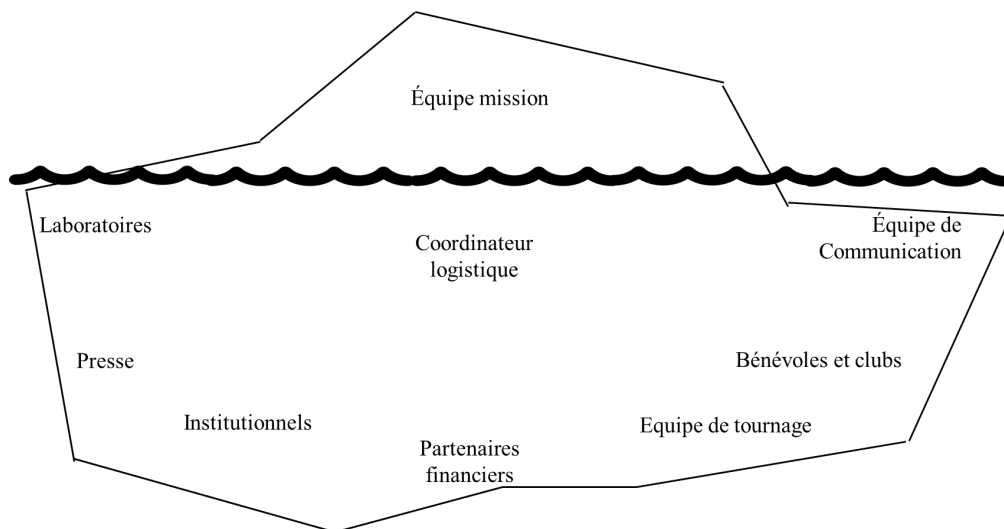 Équipe mission
Laboratoires
Coordinateur
logistique
Équipe de
Communication
Presse
Bénévoles et clubs
Institutionnels
Equipe de tournage
Partenaires
financiers